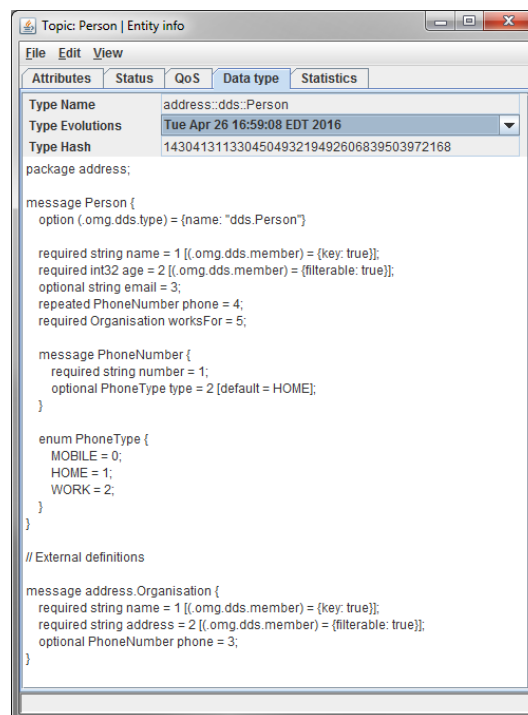 Topic: Person | Entity info
File Edit View
Attributes Status QoS Data type Statistics
Type Name address::dds::Person
Type Evolutions Tue Apr 26 16:59:08 EDT 2016
Type Hash 143041311330450493219492606839503972168
package address;
message Person {
option (.omg.dds.type) = {name: "dds.Person"}
required string name = 1 [(.omg.dds.member) = {key: true}];
required int32 age = 2 [(.omg.dds.member) = {filterable: true}];
optional string email = 3;
repeated PhoneNumber phone = 4;
required Organisation worksFor = 5;
message PhoneNumber {
required string number = 1;
optional PhoneType type = 2 [default = HOME];
}
enum PhoneType {
MOBILE = 0;
HOME = 1;
WORK = 2;
}
}
// External definitions
message address.Organisation {
required string name = 1 [(.omg.dds.member) = {key: true}];
required string address = 2 [(.omg.dds.member) = {filterable: true}];
optional PhoneNumber phone = 3;
}